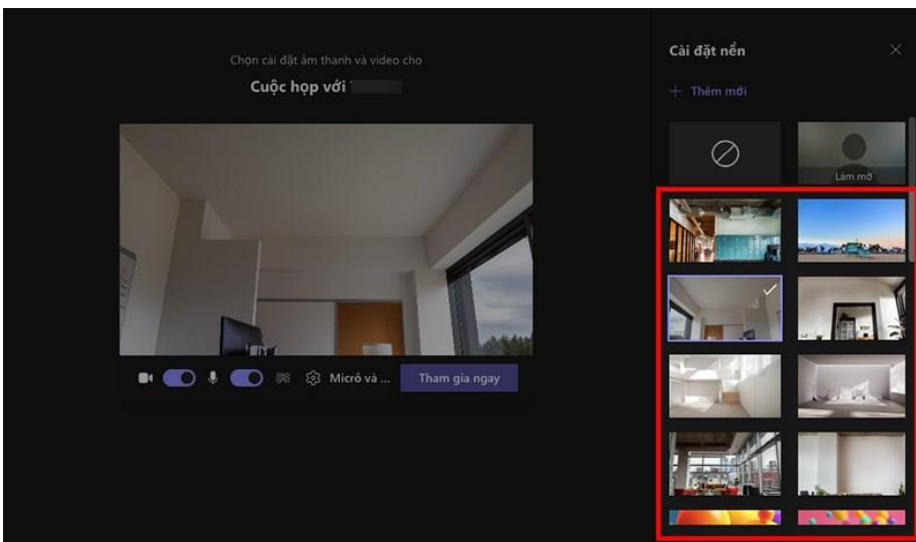 Chọn cài đặt âm thanh và video cho
Cuộc họp với
Cài đặt nền
+ Thêm mới
Làm mờ
Micrô và ...
Tham gia ngay